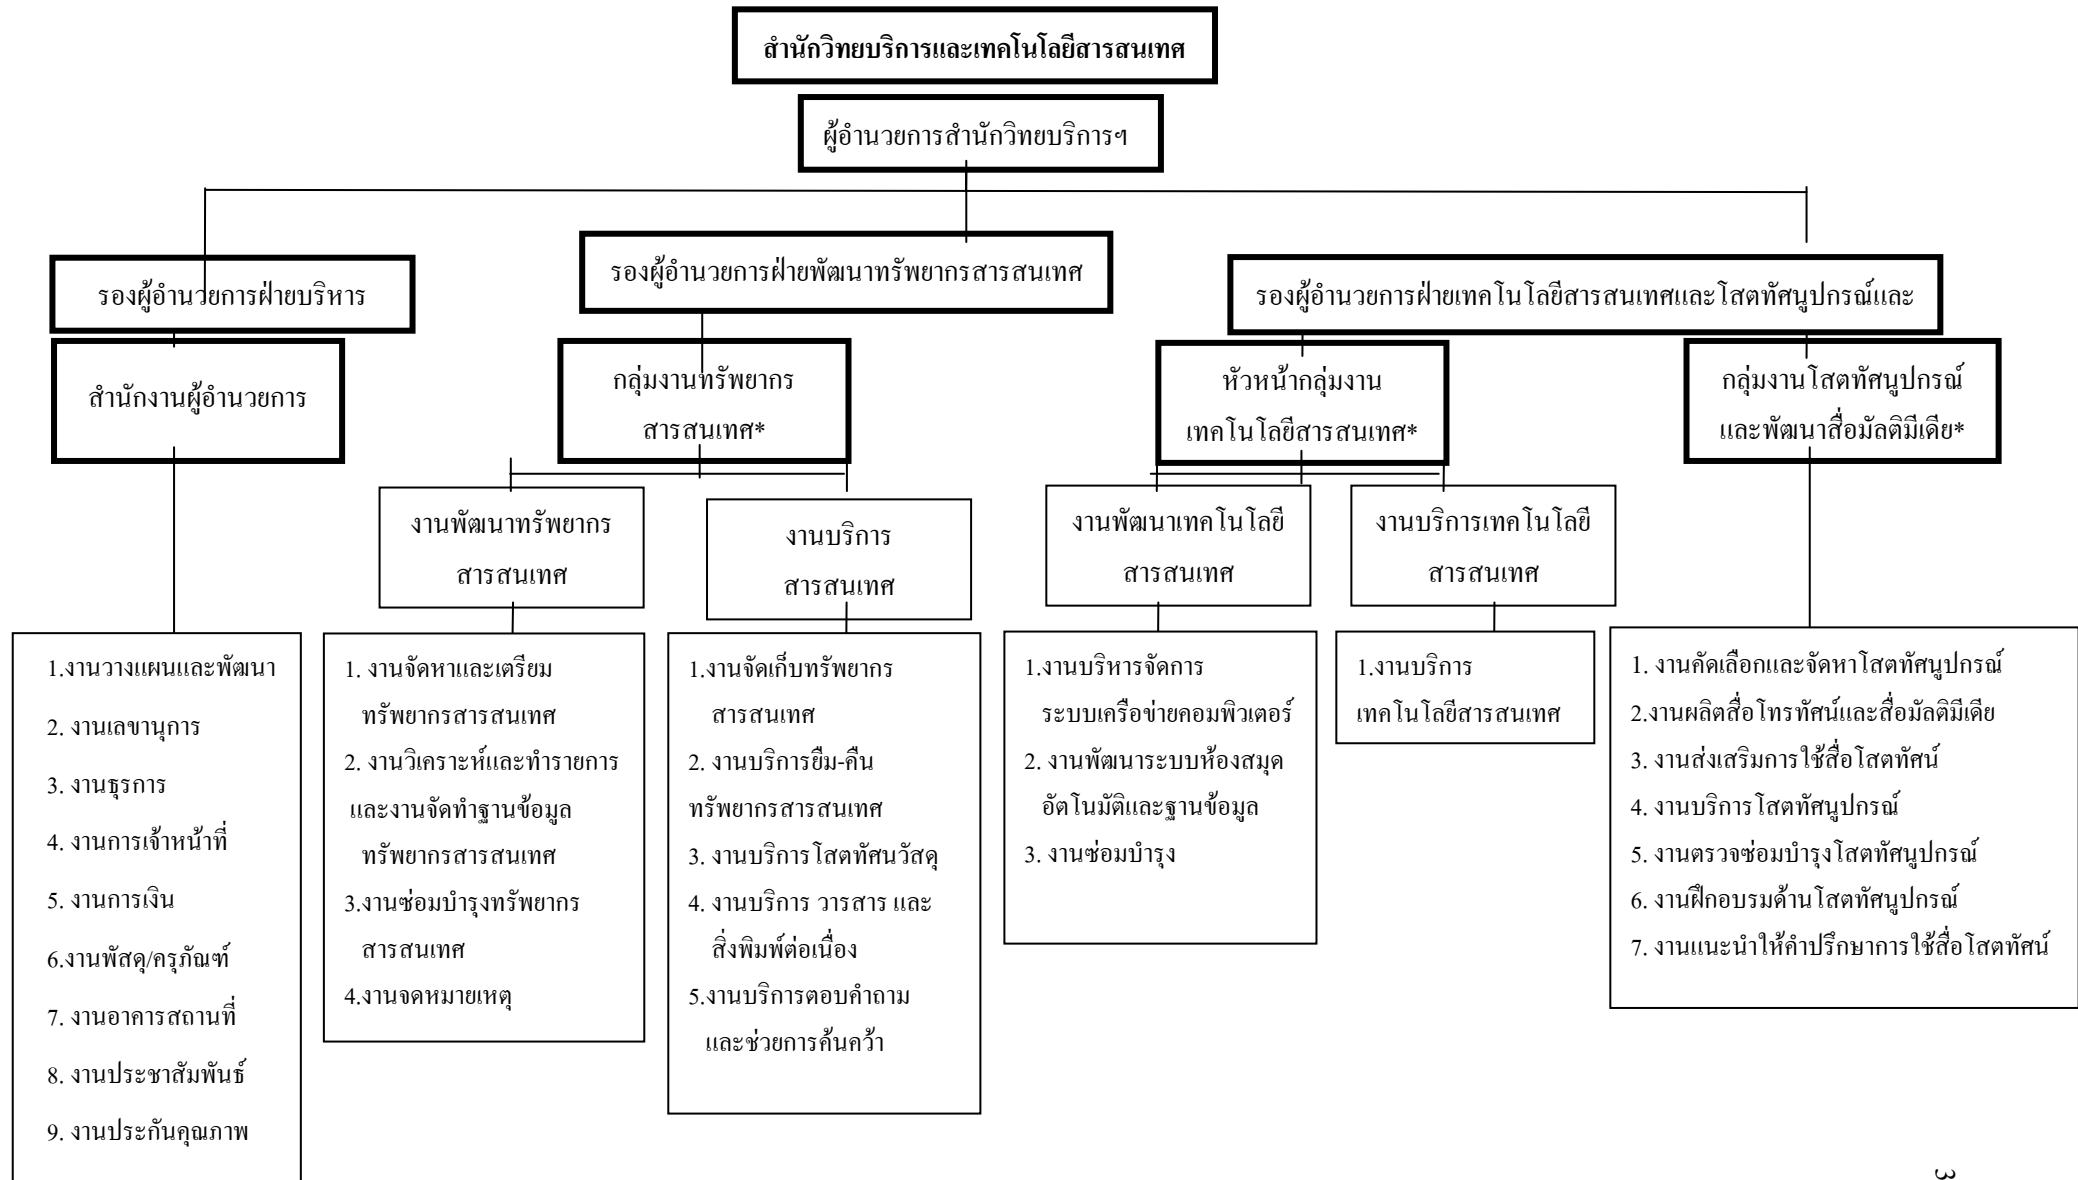 สำนักวิทยบริการและเทคโนโลยีสารสนเทศ
ผู้อำนวยการสำนักวิทยบริการฯ
รองผู้อำนวยการฝ่ายบริหาร
รองผู้อำนวยการฝ่ายพัฒนาทรัพยากรสารสนเทศ
รองผู้อำนวยการฝ่ายเทคโนโลยีสารสนเทศและโสตทัศนูปกรณ์และ
สำนักงานผู้อำนวยการ
กลุ่มงานทรัพยากร
สารสนเทศ*
หัวหน้ากลุ่มงาน
เทคโนโลยีสารสนเทศ*
กลุ่มงานโสตทัศนูปกรณ์
และพัฒนาสื่อมัลติมีเดีย*
งานพัฒนาทรัพยากร
สารสนเทศ
งานบริการ
สารสนเทศ
งานพัฒนาเทคโนโลยี
สารสนเทศ
งานบริการเทคโนโลยี
สารสนเทศ
1.งานวางแผนและพัฒนา
2. งานเลขานุการ
3. งานธุรการ
4. งานการเจ้าหน้าที่
5. งานการเงิน
6.งานพัสดุ/ครุภัณฑ์
7. งานอาคารสถานที่
8. งานประชาสัมพันธ์
9. งานประกันคุณภาพ
1. งานจัดหาและเตรียม
ทรัพยากรสารสนเทศ
2. งานวิเคราะห์และทำรายการ
และงานจัดทำฐานข้อมูล
ทรัพยากรสารสนเทศ
3.งานซ่อมบำรุงทรัพยากร
สารสนเทศ
4.งานจดหมายเหตุ
1.งานจัดเก็บทรัพยากร
สารสนเทศ
2. งานบริการยืม-คืน
ทรัพยากรสารสนเทศ
3. งานบริการโสตทัศนวัสดุ
4. งานบริการ วารสาร และ
สิ่งพิมพ์ต่อเนื่อง
5.งานบริการตอบคำถาม
และช่วยการค้นคว้า
1.งานบริหารจัดการ
ระบบเครือข่ายคอมพิวเตอร์
2. งานพัฒนาระบบห้องสมุด
อัตโนมัติและฐานข้อมูล
3. งานซ่อมบำรุง
1.งานบริการ
เทคโนโลยีสารสนเทศ
1. งานคัดเลือกและจัดหาโสตทัศนูปกรณ์
2.งานผลิตสื่อโทรทัศน์และสื่อมัลติมีเดีย
3. งานส่งเสริมการใช้สื่อโสตทัศน์
4. งานบริการโสตทัศนูปกรณ์
5. งานตรวจซ่อมบำรุงโสตทัศนูปกรณ์
6. งานฝึกอบรมด้านโสตทัศนูปกรณ์
7. งานแนะนำให้คำปรึกษาการใช้สื่อโสตทัศน์
3